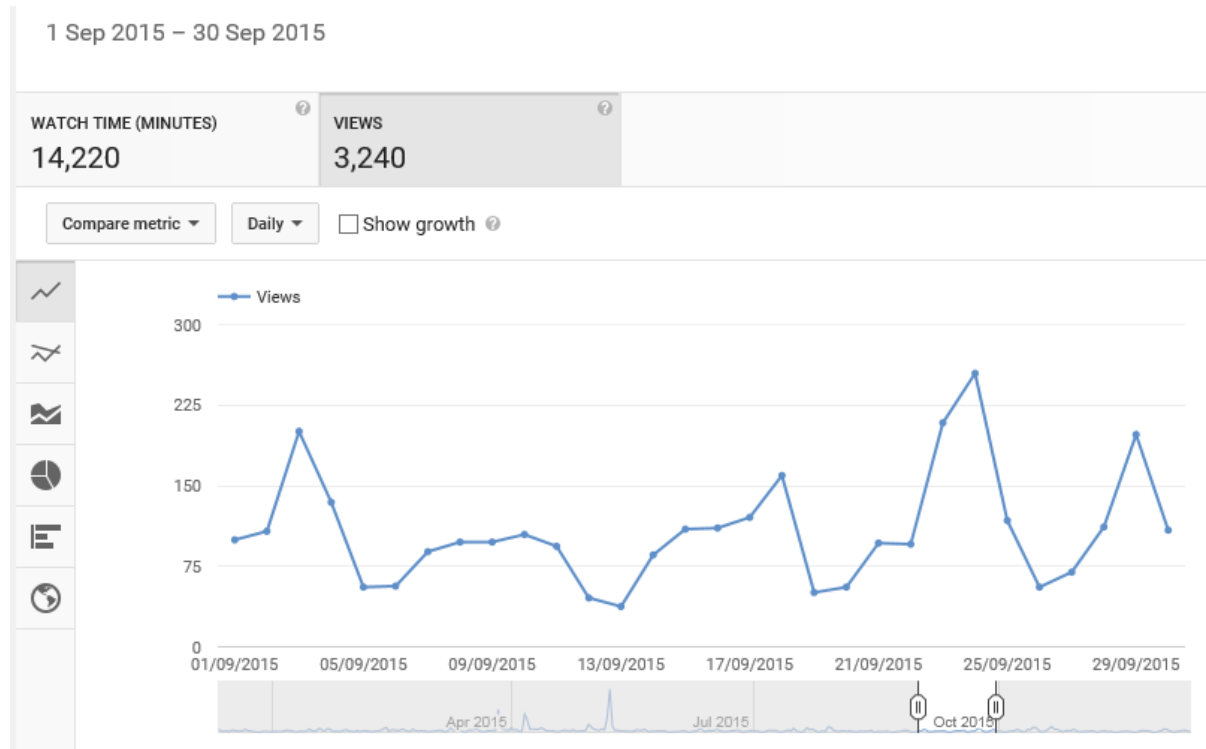 1 Sep 2015 – 30 Sep 2015
WATCH TIME (MINUTES) ?
14,220
VIEWS ?
3,240
Compare metric Daily Show growth ?
Views
300
225
150
75
0
01/09/2015 05/09/2015 09/09/2015 13/09/2015 17/09/2015 21/09/2015 25/09/2015 29/09/2015
Apr 2015 Jul 2015 Oct 2015